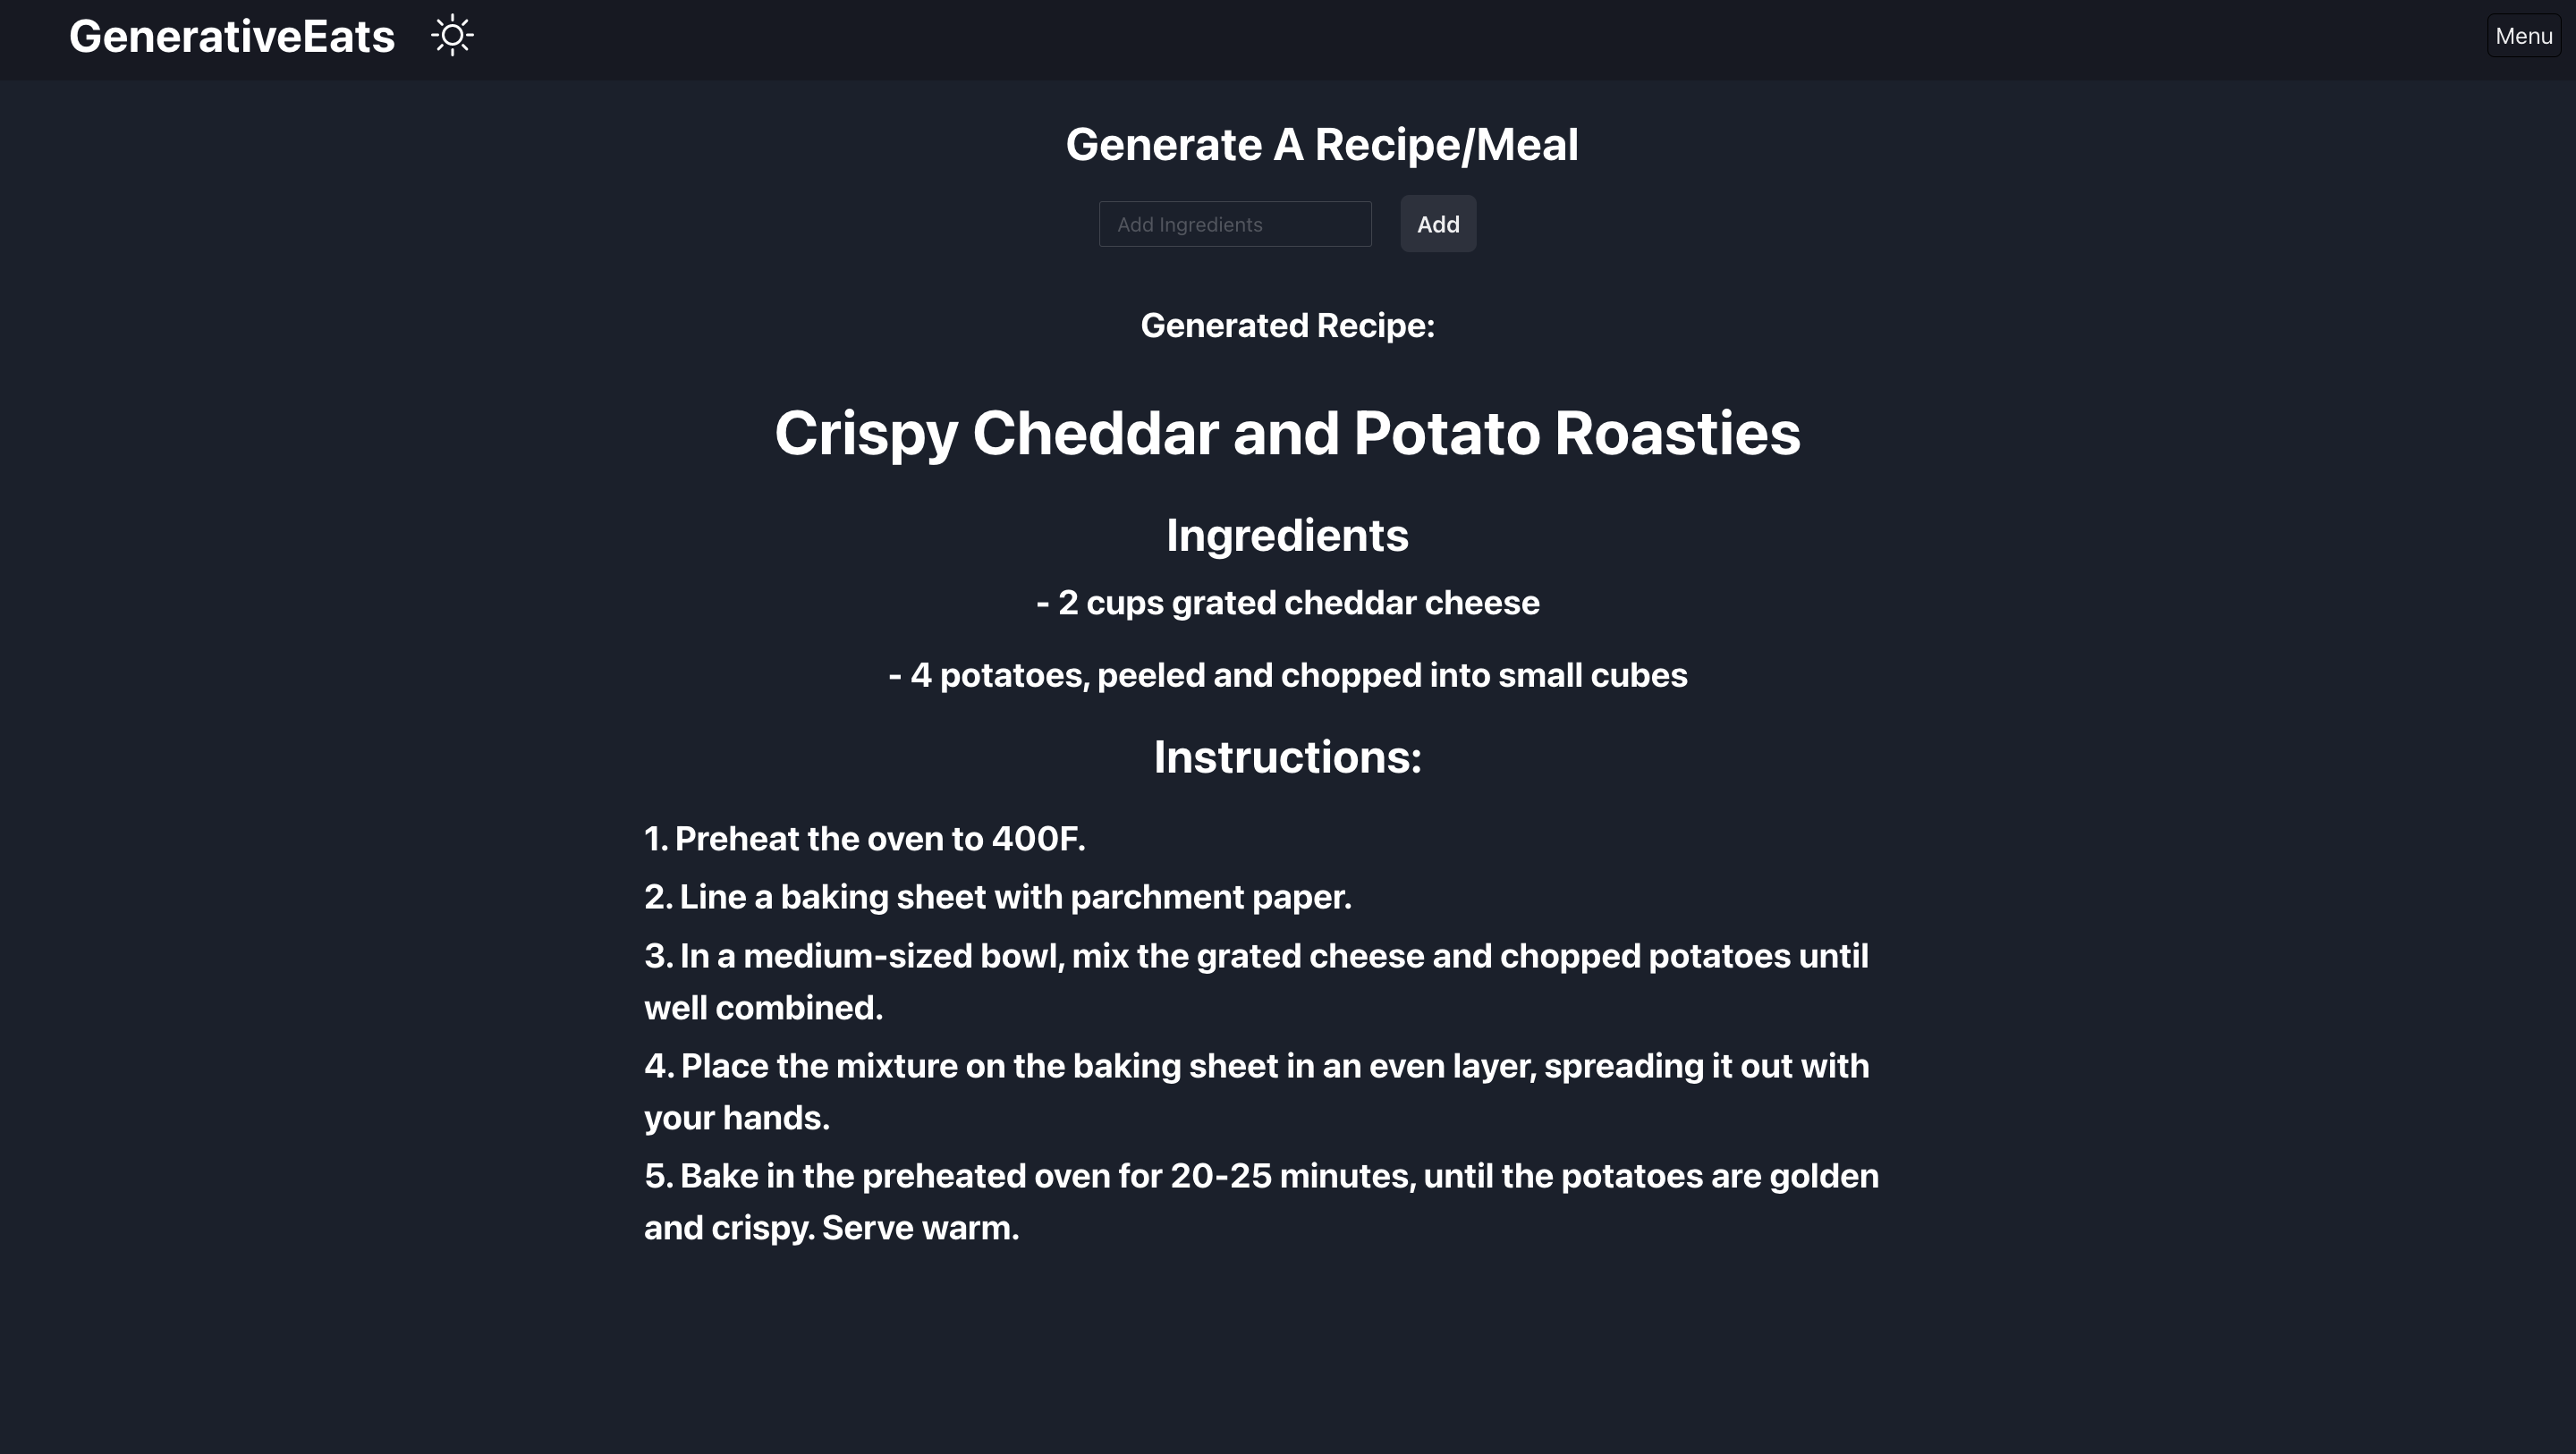 GenerativeEats
Menu
Generate A Recipe/Meal
Add Ingredients
Add
Generated Recipe:
Crispy Cheddar and Potato Roasties
Ingredients
- 2 cups grated cheddar cheese
- 4 potatoes, peeled and chopped into small cubes
Instructions:
1. Preheat the oven to 400F.
2. Line a baking sheet with parchment paper.
3. In a medium-sized bowl, mix the grated cheese and chopped potatoes until
well combined.
4. Place the mixture on the baking sheet in an even layer, spreading it out with
your hands.
5. Bake in the preheated oven for 20-25 minutes, until the potatoes are golden
and crispy. Serve warm.